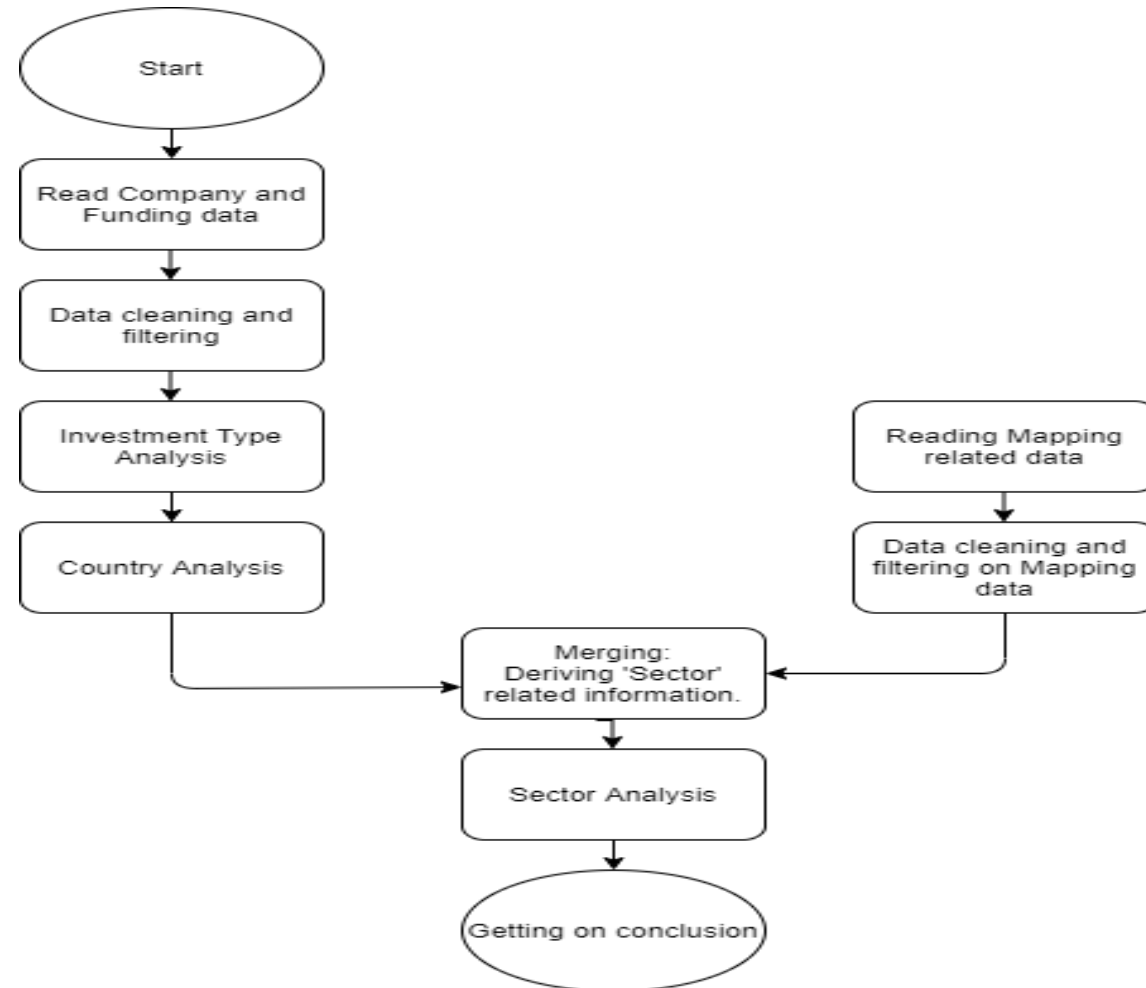 Start
Read Company and
Funding data
Data cleaning and
filtering
Investment Type
Analysis
Country Analysis
Reading Mapping
related data
Data cleaning and
filtering on Mapping
data
Merging:
Deriving 'Sector'
related information.
Sector Analysis
Getting on conclusion